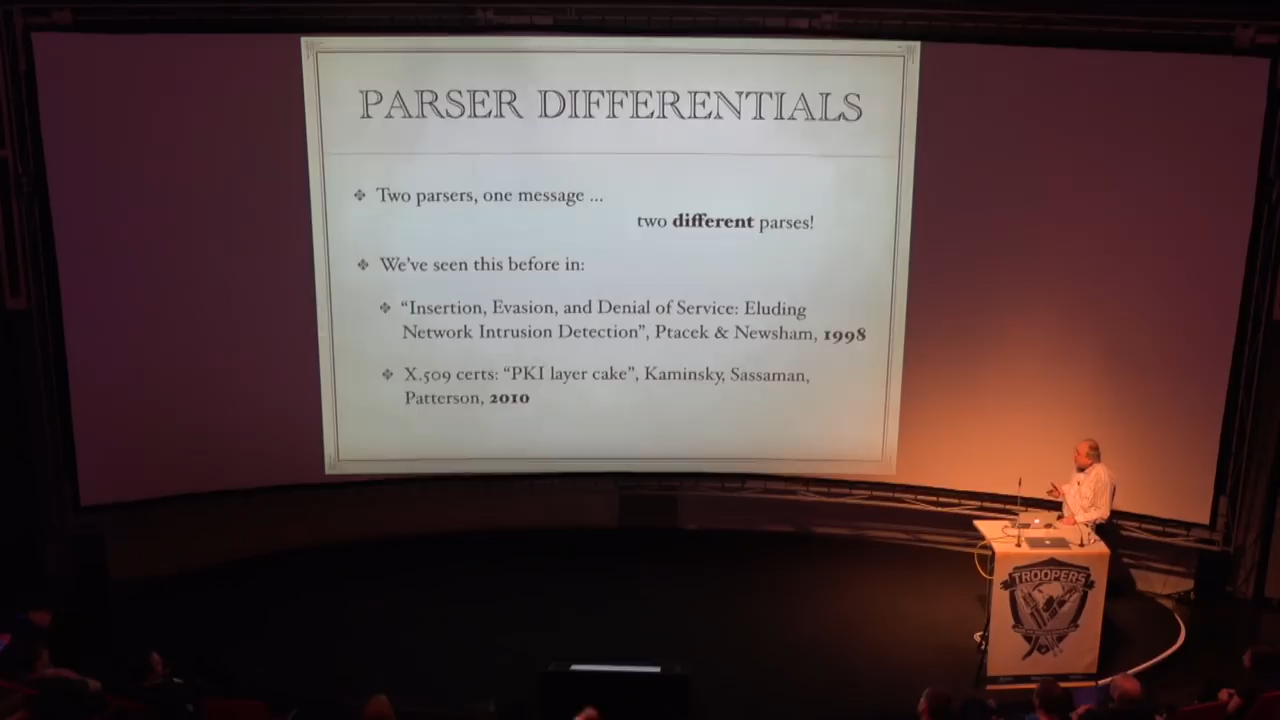 PARSER DIFFERENTIALS
Two parsers, one message ...
two different parses!
We've seen this before in:
"Insertion, Evasion, and Denial of Service: Eluding
Network Intrusion Detection", Ptacek & Newsham, 1998
X.509 certs: "PKI layer cake", Kaminsky, Sassaman,
Patterson, 2010
TROOPERS